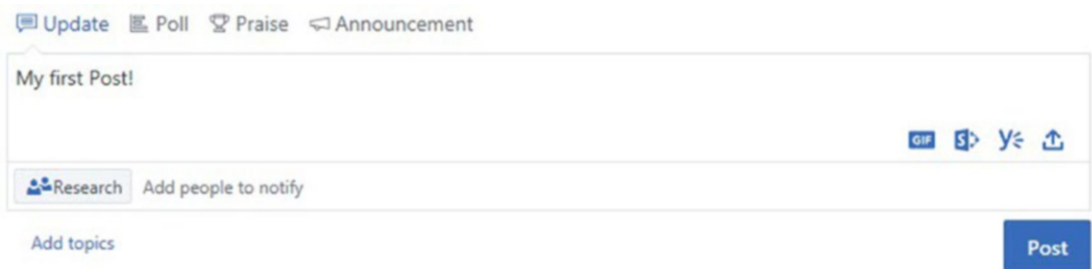 Update Poll Praise Announcement
My first Post!
GIF S y
Research Add people to notify
Add topics
Post